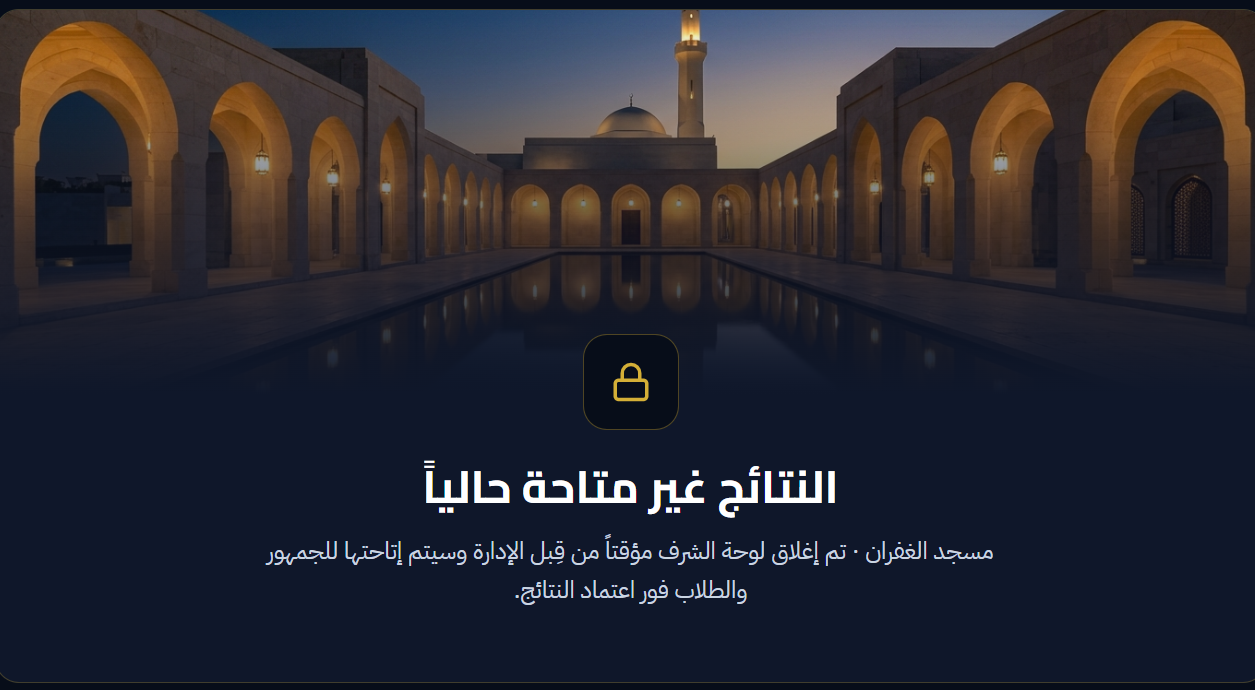 النتائج غير متاحة حالياً
مسجد الغفران · تم إغلاق لوحة الشرف مؤقتاً من قِبل الإدارة وسيتم إتاحتها للجمهور
والطلاب فور اعتماد النتائج.